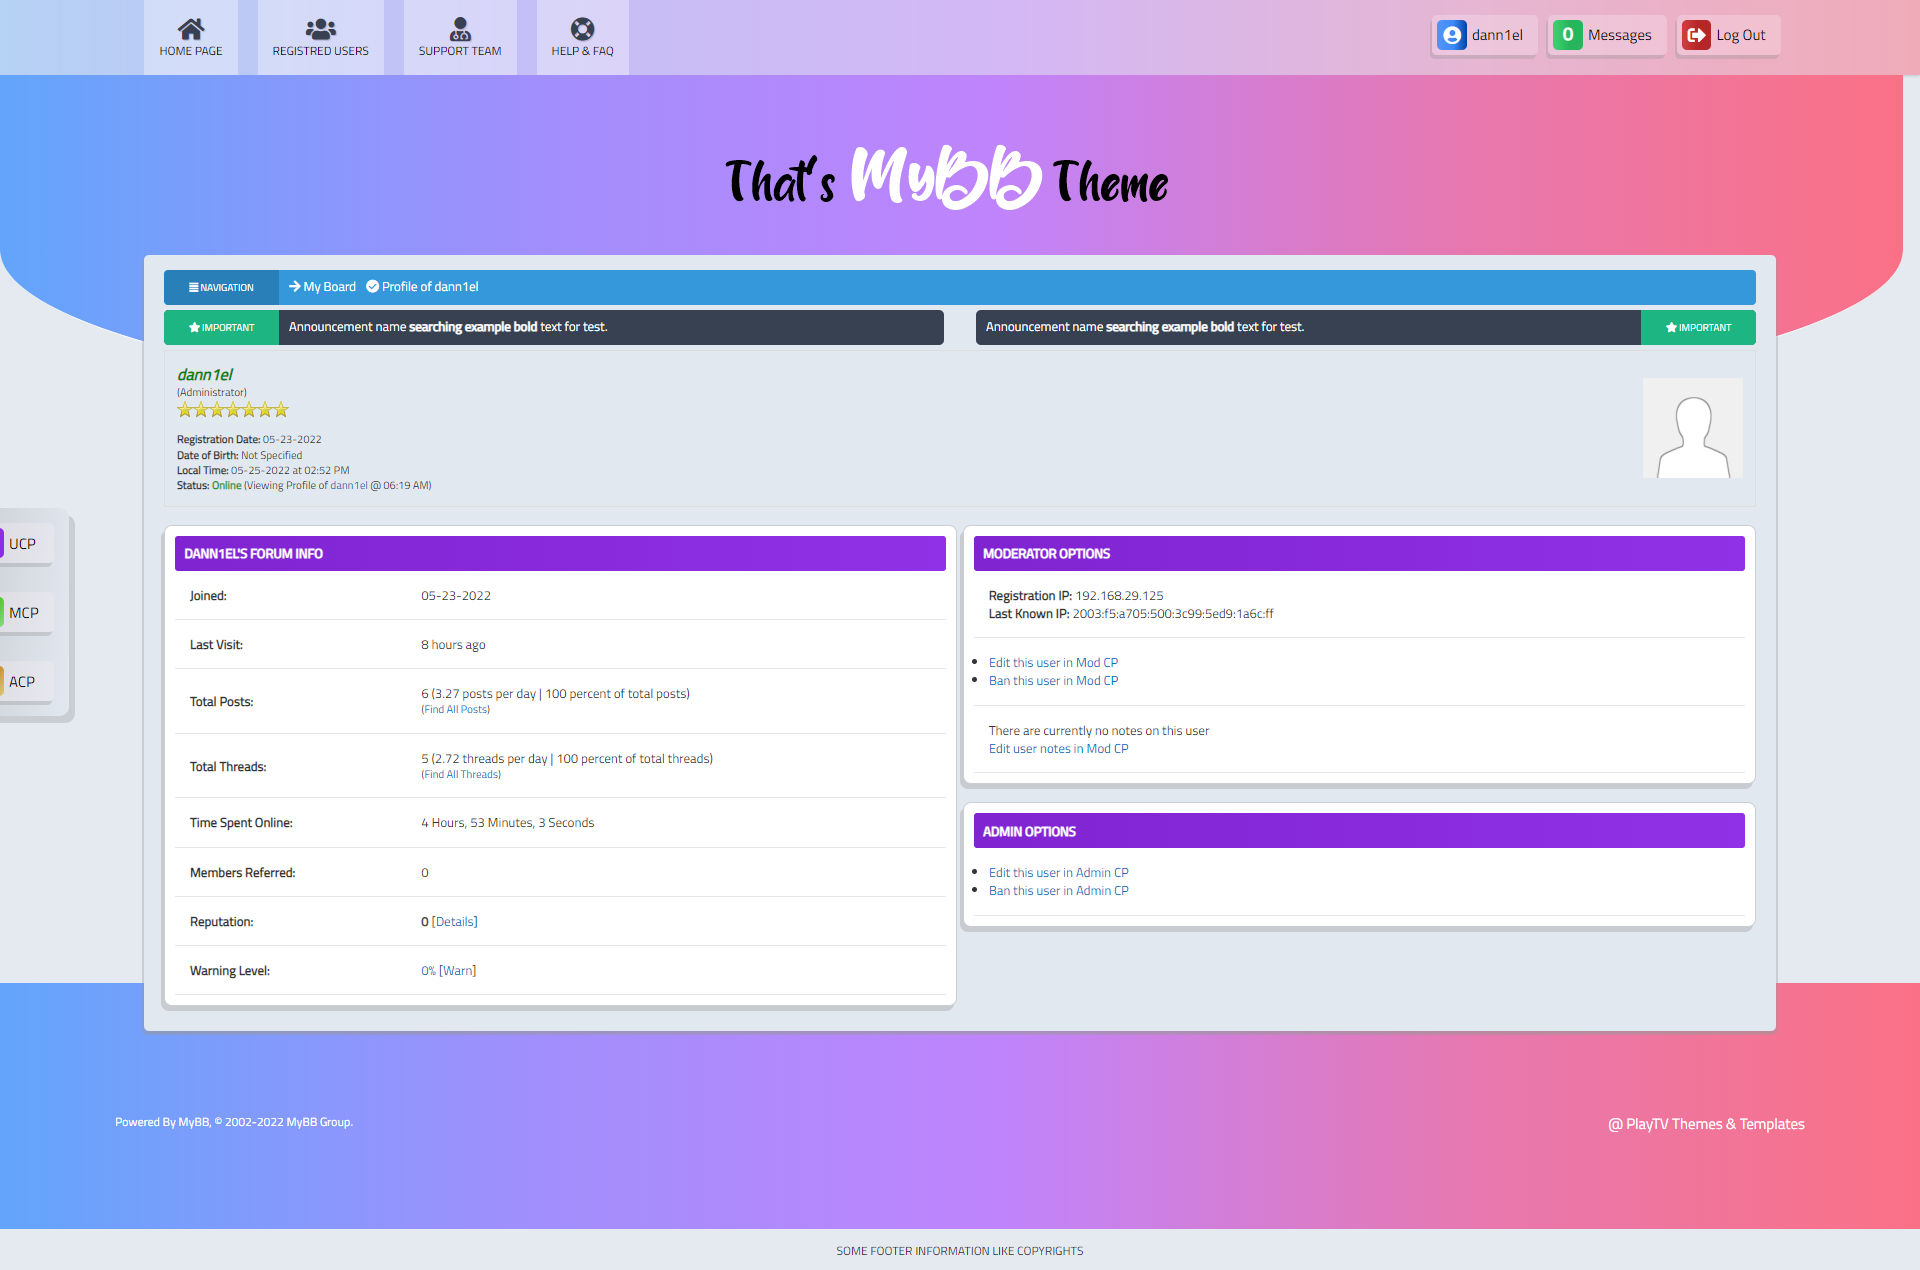 HOME PAGE
REGISTRED USERS
SUPPORT TEAM
HELP & FAQ
dann1el
0 Messages
Log Out
That's MyBB Theme
NAVIGATION
My Board
Profile of dann1el
IMPORTANT
Announcement name searching example bold text for test.
Announcement name searching example bold text for test.
IMPORTANT
dann1el
(Administrator)
Registration Date: 05-23-2022
Date of Birth: Not Specified
Local Time: 05-25-2022 at 02:52 PM
Status: Online (Viewing Profile of dann1el @ 06:19 AM)
UCP
MCP
ACP
DANN1EL'S FORUM INFO
Joined: 05-23-2022
Last Visit: 8 hours ago
Total Posts: 6 (3.27 posts per day | 100 percent of total posts)
(Find All Posts)
Total Threads: 5 (2.72 threads per day | 100 percent of total threads)
(Find All Threads)
Time Spent Online: 4 Hours, 53 Minutes, 3 Seconds
Members Referred: 0
Reputation: 0 [Details]
Warning Level: 0% [Warn]
MODERATOR OPTIONS
Registration IP: 192.168.29.125
Last Known IP: 2003:f5:a705:500:3c99:5ed9:1a6c:ff
Edit this user in Mod CP
Ban this user in Mod CP
There are currently no notes on this user
Edit user notes in Mod CP
ADMIN OPTIONS
Edit this user in Admin CP
Ban this user in Admin CP
Powered By MyBB, © 2002-2022 MyBB Group.
@ PlayTV Themes & Templates
SOME FOOTER INFORMATION LIKE COPYRIGHTS